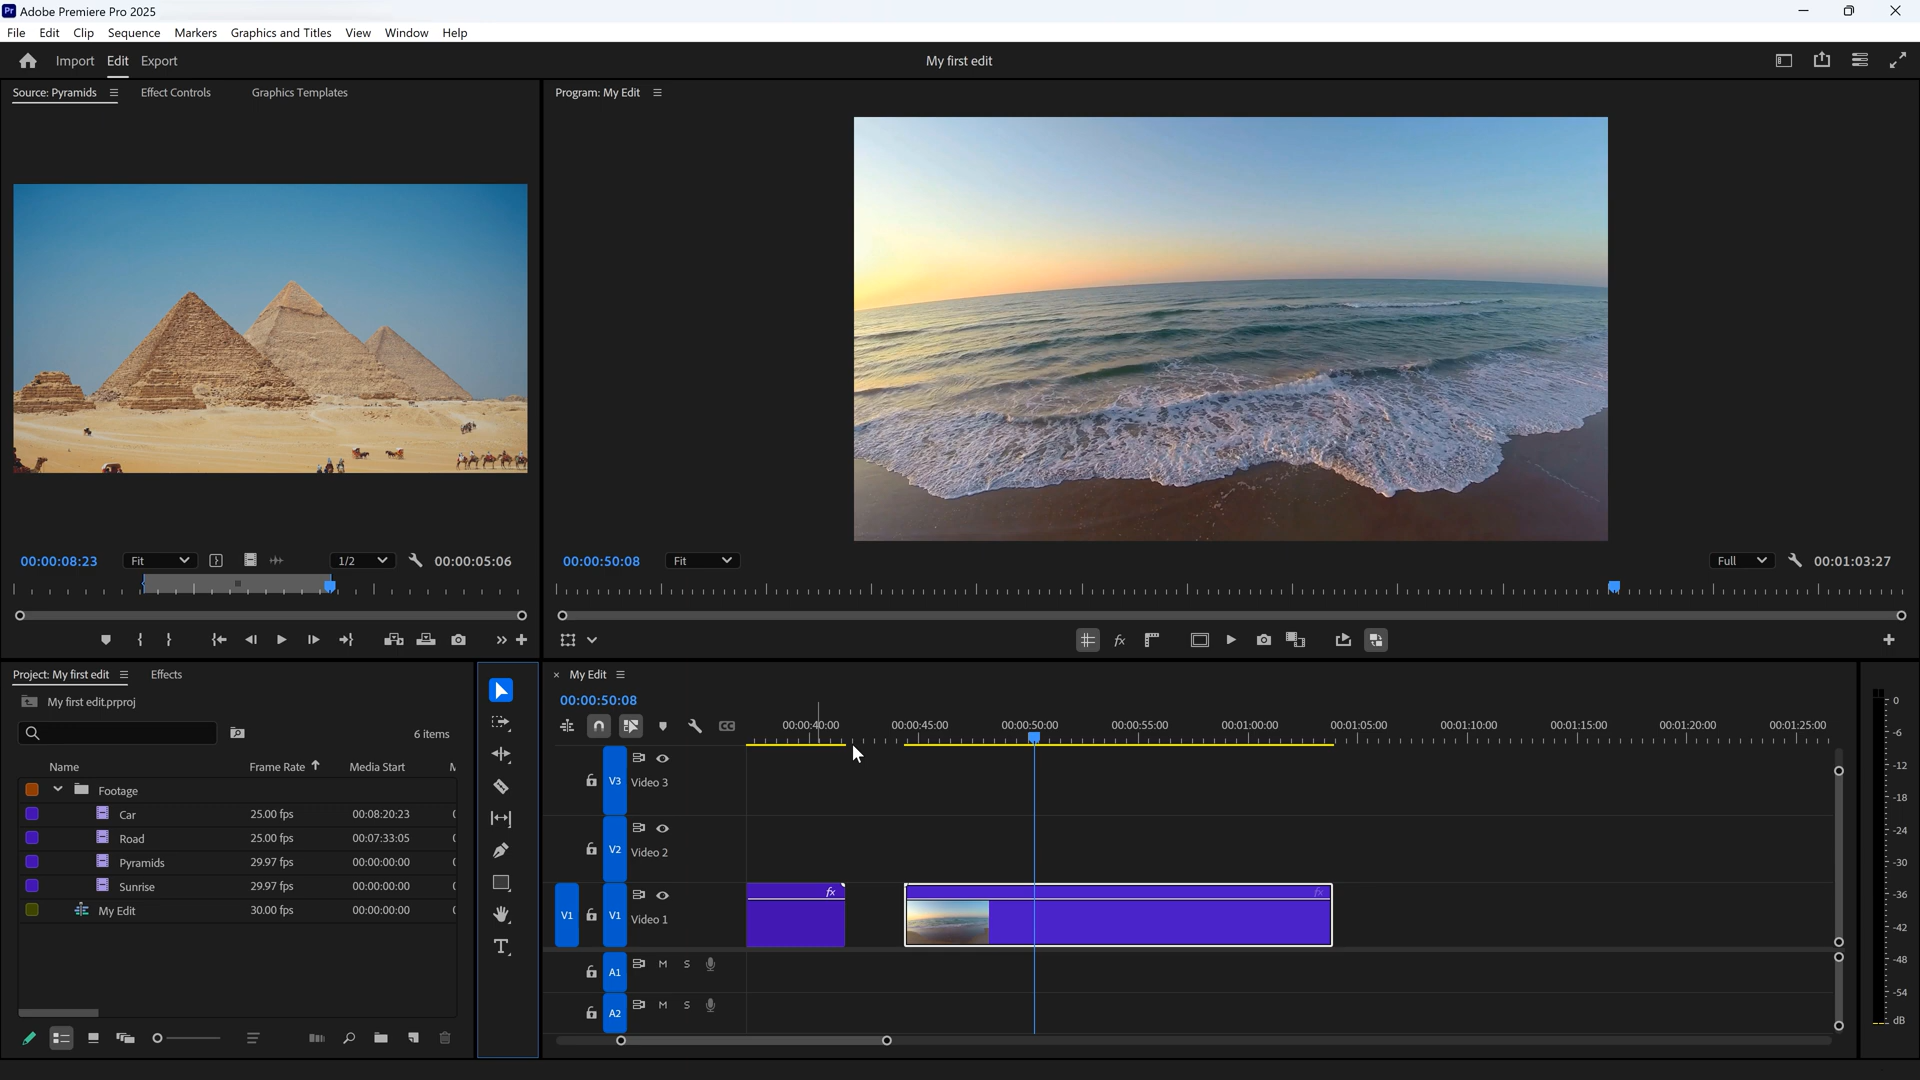 Pr Adobe Premiere Pro 2025
File Edit Clip Sequence Markers Graphics and Titles View Window Help
Import Edit Export
My first edit
Source: Pyramids Effect Controls Graphics Templates
Program: My Edit
00:00:08:23 Fit 1/2 00:00:05:06
00:00:50:08 Fit Full 00:01:03:27
fx
Project: My first edit Effects
My first edit.prproj
6 items
Name Frame Rate Media Start
Footage
Car 25.00 fps 00:08:20:23
Road 25.00 fps 00:07:33:05
Pyramids 29.97 fps 00:00:00:00
Sunrise 29.97 fps 00:00:00:00
My Edit 30.00 fps 00:00:00:00
T
× My Edit
00:00:50:08
CC
00:00:40:00 00:00:45:00 00:00:50:00 00:00:55:00 00:01:00:00 00:01:05:00 00:01:10:00 00:01:15:00 00:01:20:00 00:01:25:00
V3 Video 3
V2 Video 2
V1 V1 Video 1
fx fx
A1 M S
A2 M S
0
-6
-12
-18
-24
-30
-36
-42
-48
-54
dB